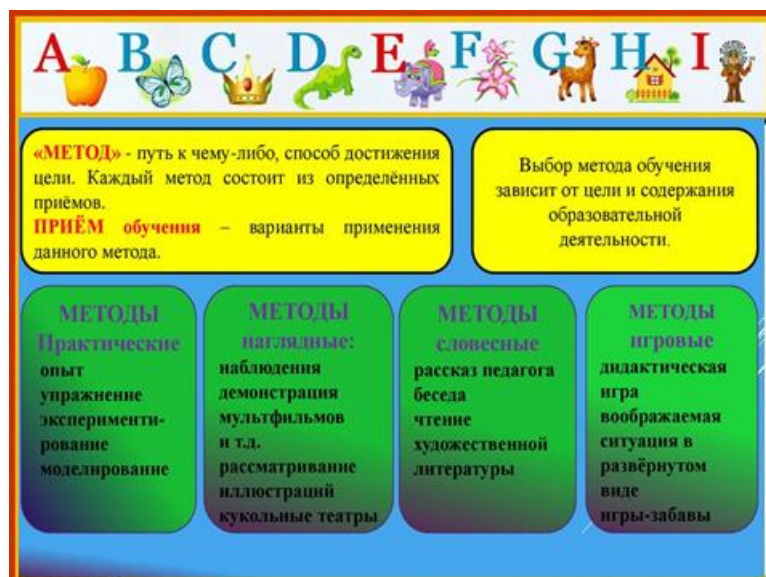 A B C D E F G H I
«МЕТОД» - путь к чему-либо, способ достижения
цели. Каждый метод состоит из определённых
приёмов.
ПРИЁМ обучения – варианты применения
данного метода.
Выбор метода обучения
зависит от цели и содержания
образовательной
деятельности.
МЕТОДЫ
Практические
опыт
упражнение
эксперименти-
рование
моделирование
МЕТОДЫ
наглядные:
наблюдения
демонстрация
мультфильмов
и т.д.
рассматривание
иллюстраций
кукольные театры
МЕТОДЫ
словесные
рассказ педагога
беседа
чтение
художественной
литературы
МЕТОДЫ
игровые
дидактическая
игра
воображаемая
ситуация в
развёрнутом
виде
игры-забавы